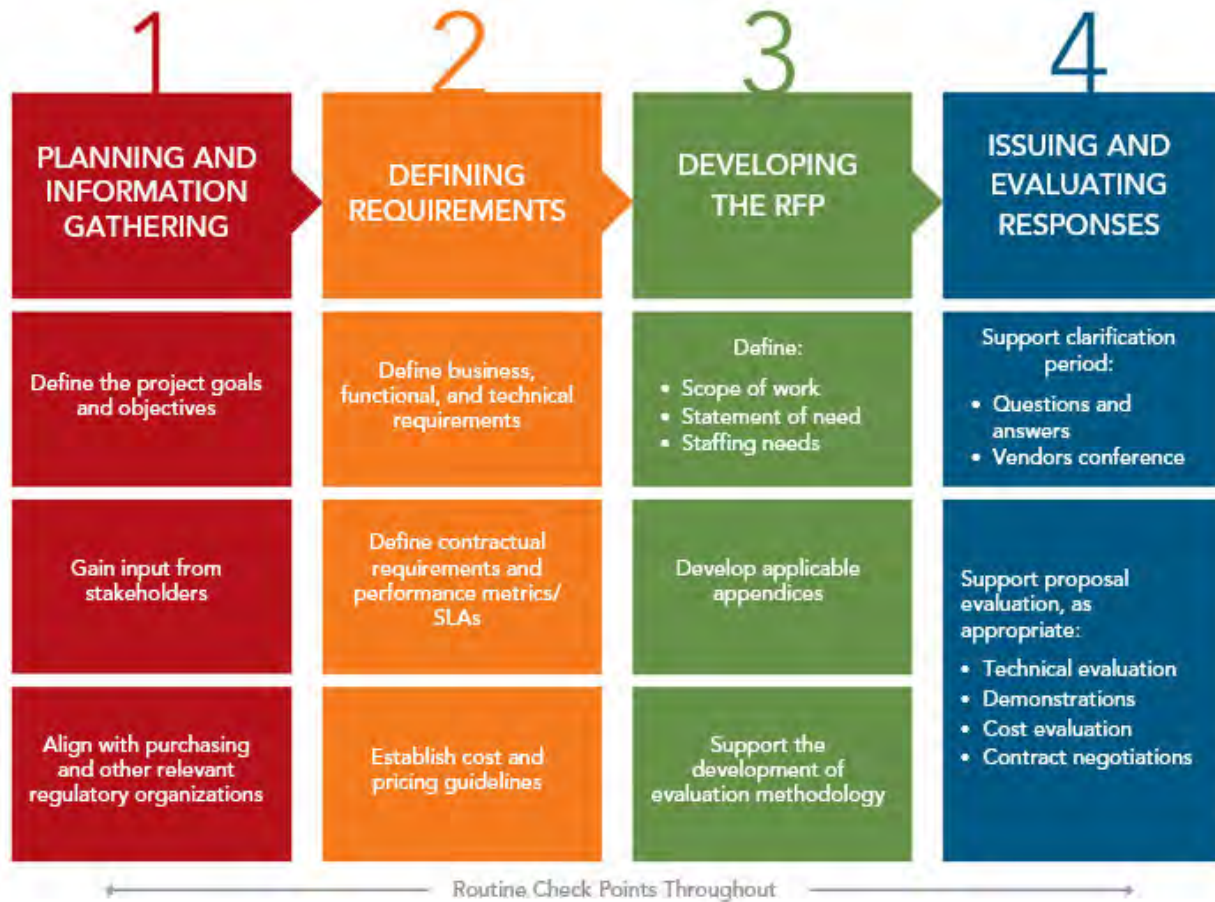 1
PLANNING AND
INFORMATION
GATHERING
Define the project goals
and objectives
Gain input from
stakeholders
Align with purchasing
and other relevant
regulatory organizations
2
DEFINING
REQUIREMENTS
Define business,
functional, and technical
requirements
Define contractual
requirements and
performance metrics/
SLAs
Establish cost and
pricing guidelines
3
DEVELOPING
THE RFP
Define:
• Scope of work
• Statement of need
• Staffing needs
Develop applicable
appendices
Support the
development of
evaluation methodology
4
ISSUING AND
EVALUATING
RESPONSES
Support clarification
period:
• Questions and
answers
• Vendors conference
Support proposal
evaluation, as
appropriate:
• Technical evaluation
• Demonstrations
• Cost evaluation
• Contract negotiations
Routine Check Points Throughout